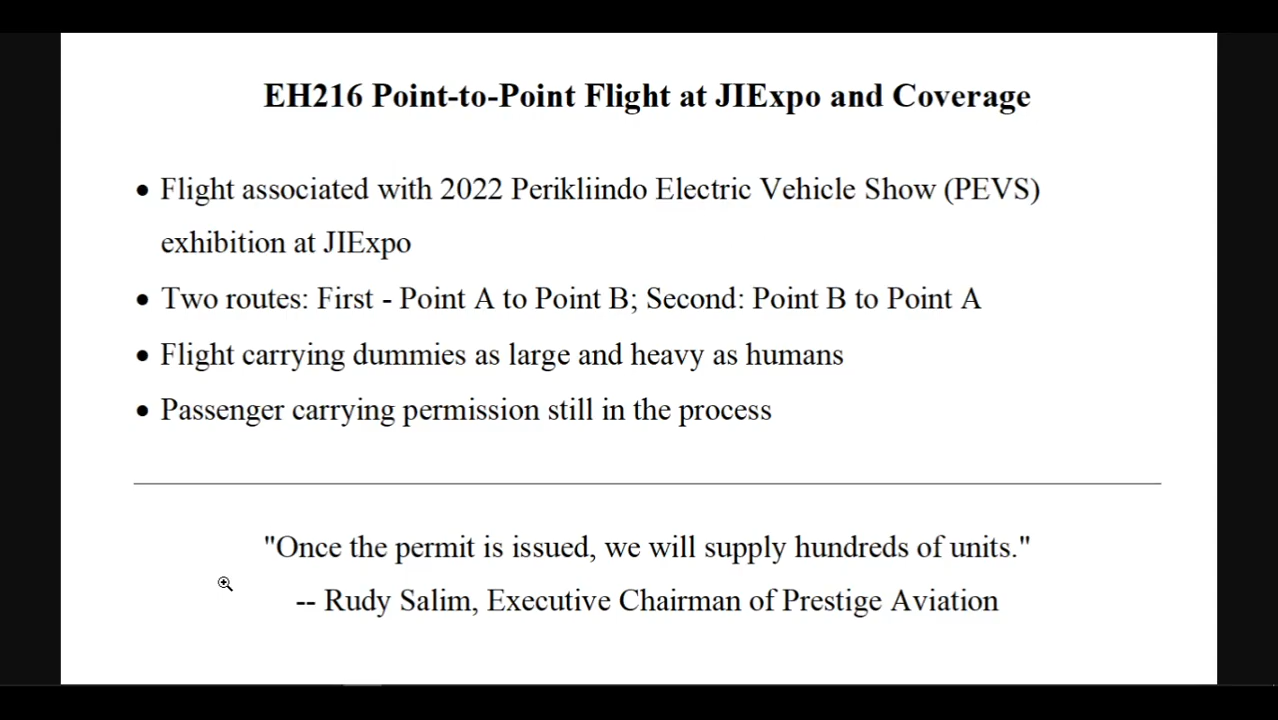 EH216 Point-to-Point Flight at JIExpo and Coverage
• Flight associated with 2022 Perikliindo Electric Vehicle Show (PEVS)
exhibition at JIExpo
• Two routes: First - Point A to Point B; Second: Point B to Point A
• Flight carrying dummies as large and heavy as humans
• Passenger carrying permission still in the process
"Once the permit is issued, we will supply hundreds of units."
-- Rudy Salim, Executive Chairman of Prestige Aviation